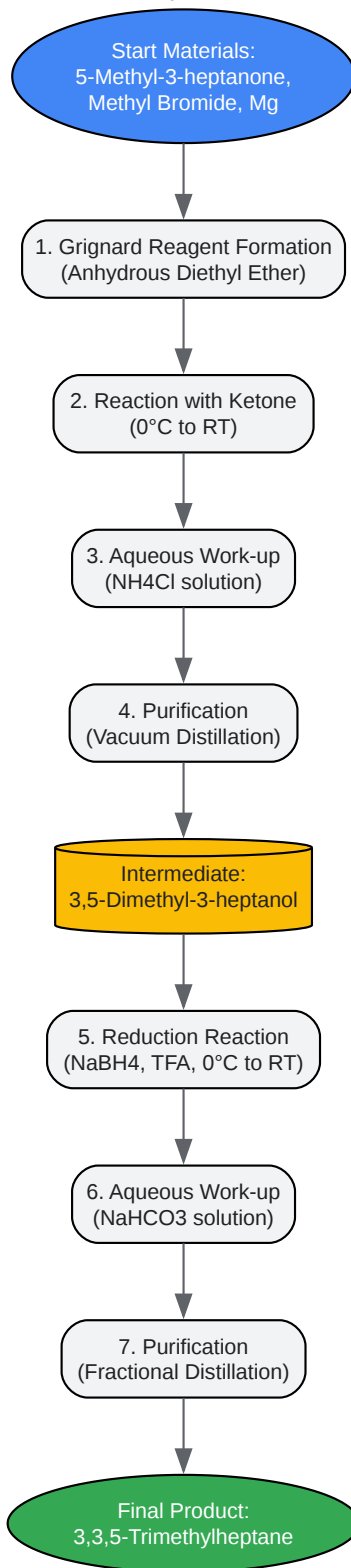 Start Materials:
5-Methyl-3-heptanone,
Methyl Bromide, Mg
1. Grignard Reagent Formation
(Anhydrous Diethyl Ether)
2. Reaction with Ketone
(0°C to RT)
3. Aqueous Work-up
(NH4Cl solution)
4. Purification
(Vacuum Distillation)
Intermediate:
3,5-Dimethyl-3-heptanol
5. Reduction Reaction
(NaBH4, TFA, 0°C to RT)
6. Aqueous Work-up
(NaHCO3 solution)
7. Purification
(Fractional Distillation)
Final Product:
3,3,5-Trimethylheptane